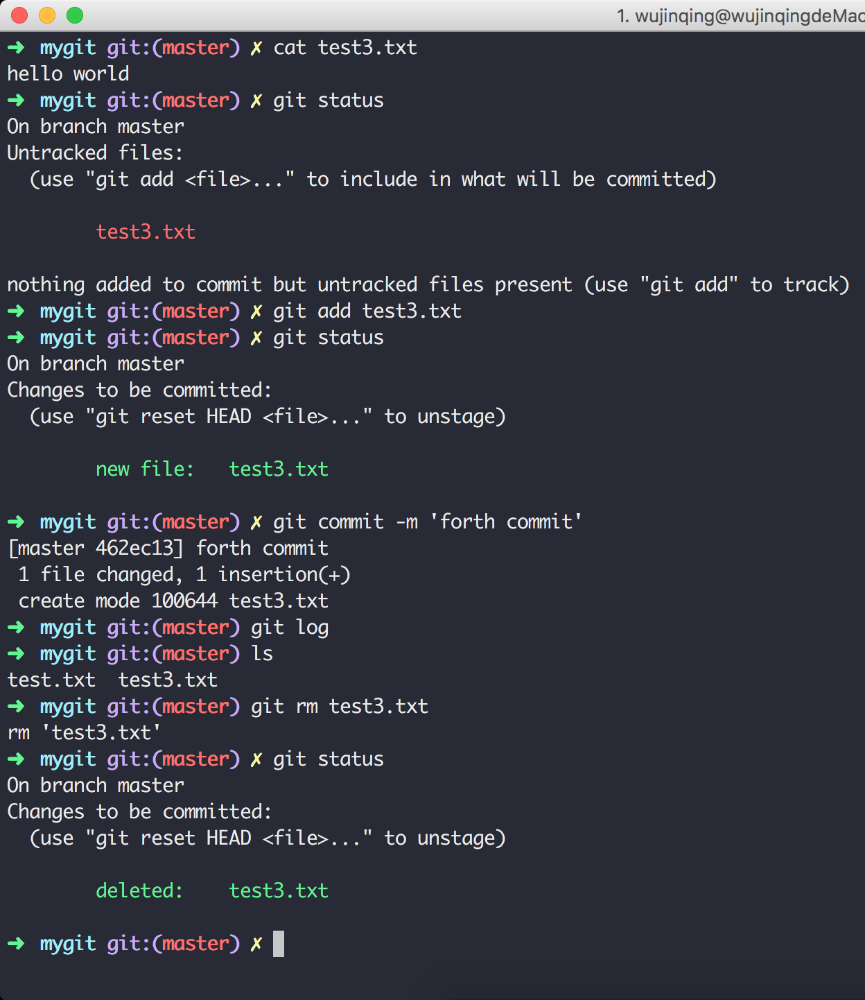 1. wujinqing@wujinqingdeMac
➜  mygit git:(master) ✗ cat test3.txt
hello world
➜  mygit git:(master) ✗ git status
On branch master
Untracked files:
  (use "git add <file>..." to include in what will be committed)
        test3.txt
nothing added to commit but untracked files present (use "git add" to track)
➜  mygit git:(master) ✗ git add test3.txt
➜  mygit git:(master) ✗ git status
On branch master
Changes to be committed:
  (use "git reset HEAD <file>..." to unstage)
        new file:   test3.txt
➜  mygit git:(master) ✗ git commit -m 'forth commit'
[master 462ec13] forth commit
 1 file changed, 1 insertion(+)
 create mode 100644 test3.txt
➜  mygit git:(master) git log
➜  mygit git:(master) ls
test.txt  test3.txt
➜  mygit git:(master) git rm test3.txt
rm 'test3.txt'
➜  mygit git:(master) ✗ git status
On branch master
Changes to be committed:
  (use "git reset HEAD <file>..." to unstage)
        deleted:    test3.txt
➜  mygit git:(master) ✗